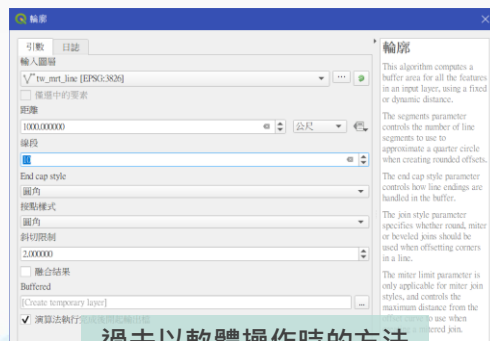 輪廓
引數 日誌
輸入圖層
tw_mrt_line [EPSG:3826]
僅選中的要素
距離
1000.000000 公尺
線段
10
End cap style
圓角
接點樣式
圓角
斜切限制
2.000000
融合結果
Buffered
[Create temporary layer]
演算法執行
輪廓
This algorithm computes a
buffer area for all the features
in an input layer, using a fixed
or dynamic distance.
The segments parameter
controls the number of line
segments to use to
approximate a quarter circle
when creating rounded offsets.
The end cap style parameter
controls how line endings are
handled in the buffer.
The join style parameter
specifies whether round, miter
or beveled joins should be
used when offsetting corners
in a line.
The miter limit parameter is
only applicable for miter join
styles, and controls the
maximum distance from the
to use when
join.
過去以軟體操作時的方法